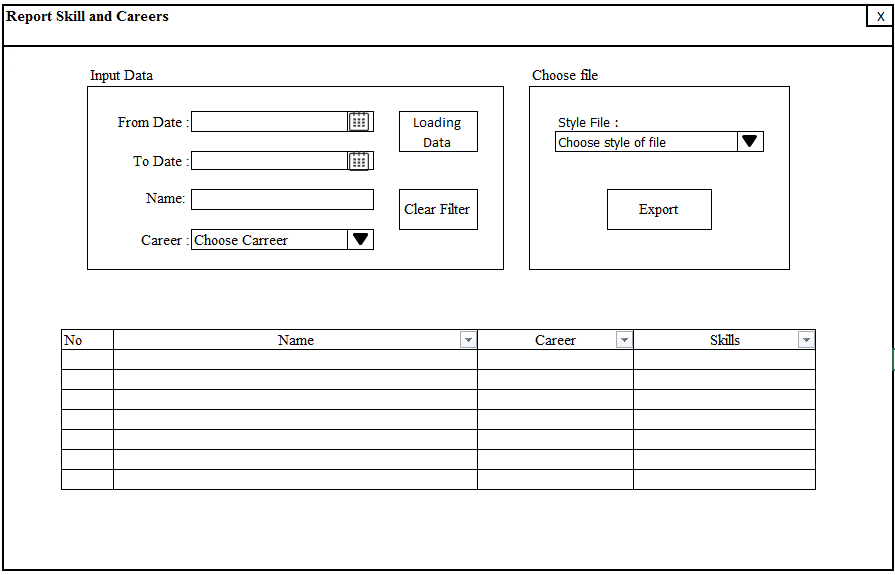 Report Skill and Careers
X
Input Data
From Date :
To Date :
Name:
Career :
Choose Carreer
Loading
Data
Clear Filter
Choose file
Style File :
Choose style of file
Export
No
Name
Career
Skills